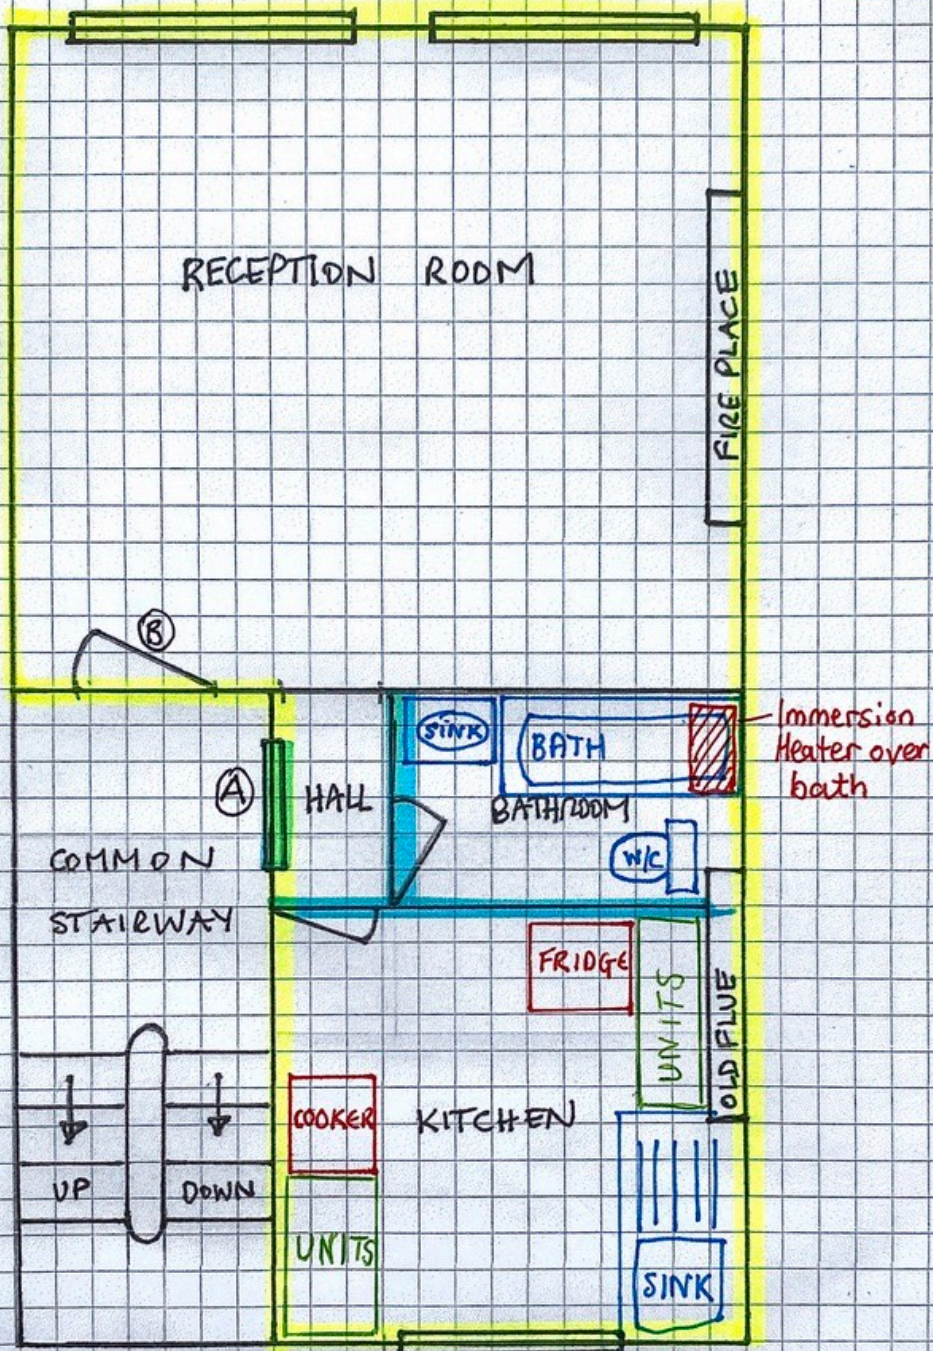 RECEPTION ROOM
FIRE PLACE
B
SINK
BATH
Immersion
Heater over
bath
A
HALL
BATHROOM
W/C
COMMON
STAIRWAY
FRIDGE
UNITS
OLD FLUE
COOKER
KITCHEN
UP
DOWN
UNITS
SINK